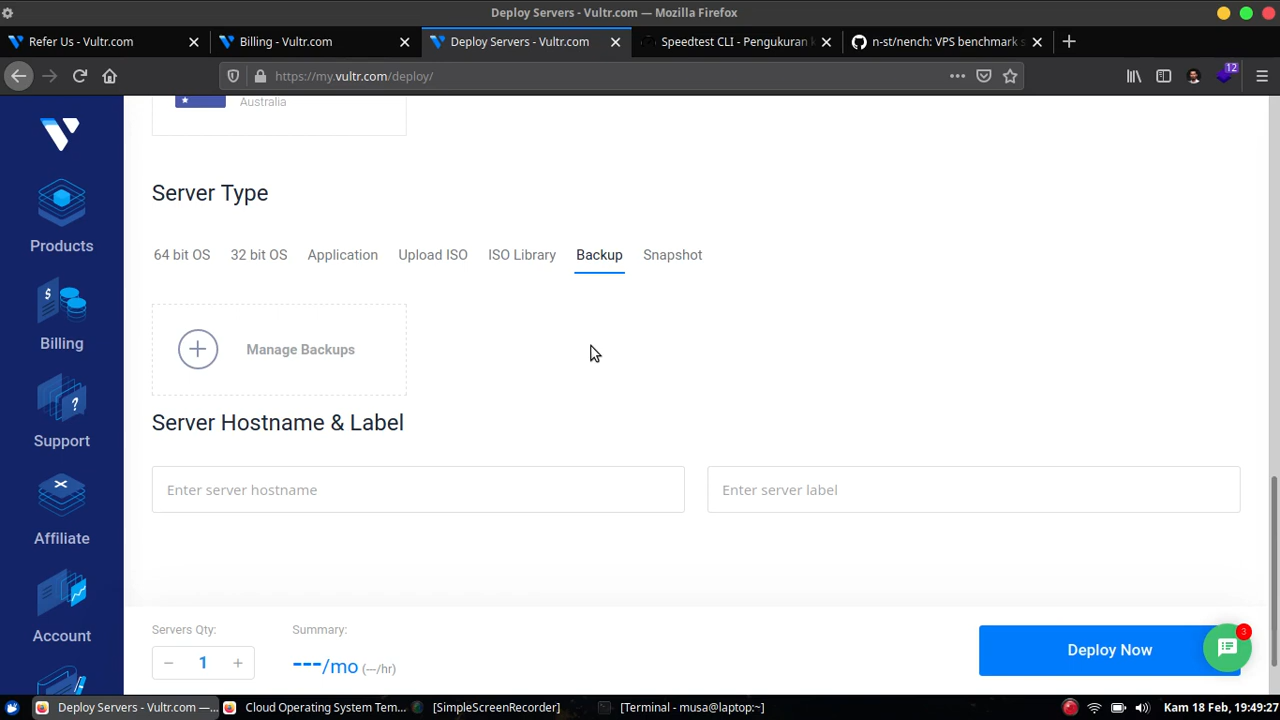 Deploy Servers - Vultr.com — Mozilla Firefox
Refer Us - Vultr.com
Billing - Vultr.com
Deploy Servers - Vultr.com
Speedtest CLI - Pengukuran
n-st/nench: VPS benchmark s
https://my.vultr.com/deploy/
12
Australia
Products
Billing
Support
Affiliate
Account
Server Type
64 bit OS
32 bit OS
Application
Upload ISO
ISO Library
Backup
Snapshot
Manage Backups
Server Hostname & Label
Enter server hostname
Enter server label
Servers Qty:
1
Summary:
---/mo (---/hr)
Deploy Now
3
Deploy Servers - Vultr.com —...
Cloud Operating System Tem...
[SimpleScreenRecorder]
[Terminal - musa@laptop:~]
Kam 18 Feb, 19:49:27